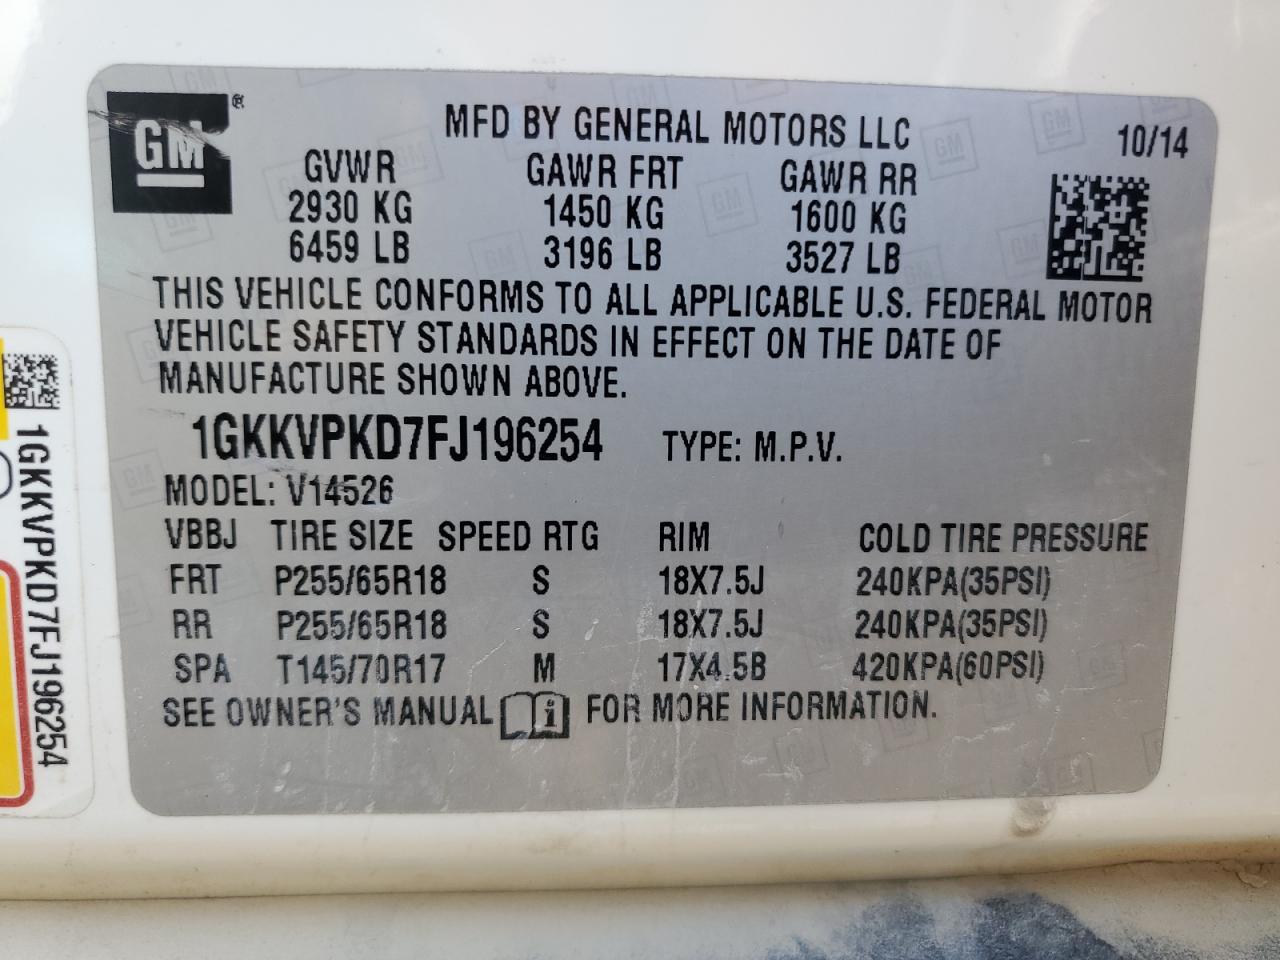 GM®
MFD BY GENERAL MOTORS LLC 10/14
GVWR GAWR FRT GAWR RR
2930 KG 1450 KG 1600 KG
6459 LB 3196 LB 3527 LB
THIS VEHICLE CONFORMS TO ALL APPLICABLE U.S. FEDERAL MOTOR
VEHICLE SAFETY STANDARDS IN EFFECT ON THE DATE OF
MANUFACTURE SHOWN ABOVE.
1GKKVPKD7FJ196254 TYPE: M.P.V.
MODEL: V14526
VBBJ TIRE SIZE SPEED RTG RIM COLD TIRE PRESSURE
FRT P255/65R18 S 18X7.5J 240KPA(35PSI)
RR P255/65R18 S 18X7.5J 240KPA(35PSI)
SPA T145/70R17 M 17X4.5B 420KPA(60PSI)
SEE OWNER'S MANUAL i FOR MORE INFORMATION.
1GKKVPKD7FJ196254